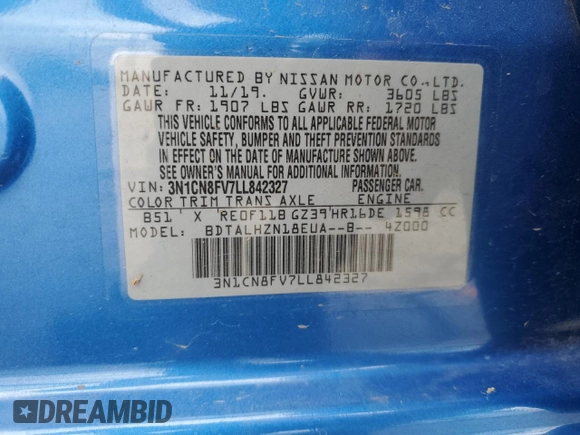 MANUFACTURED BY NISSAN MOTOR CO.,LTD.
DATE: 11/19. GVWR: 3605 LBS
GAWR FR: 1907 LBS GAWR RR: 1720 LBS
THIS VEHICLE CONFORMS TO ALL APPLICABLE FEDERAL MOTOR
VEHICLE SAFETY, BUMPER AND THEFT PREVENTION STANDARDS
IN EFFECT ON THE DATE OF MANUFACTURE SHOWN ABOVE.
SEE OWNER'S MANUAL FOR ADDITIONAL INFORMATION.
VIN: 3N1CN8FV7LL842327 PASSENGER CAR.
COLOR TRIM TRANS AXLE ENGINE
B51 X RE0F11B GZ39 HR16DE 1598 CC
MODEL: BDTALHZN18EUA--B-- 4Z000
3N1CN8FV7LL842327
DREAMBID